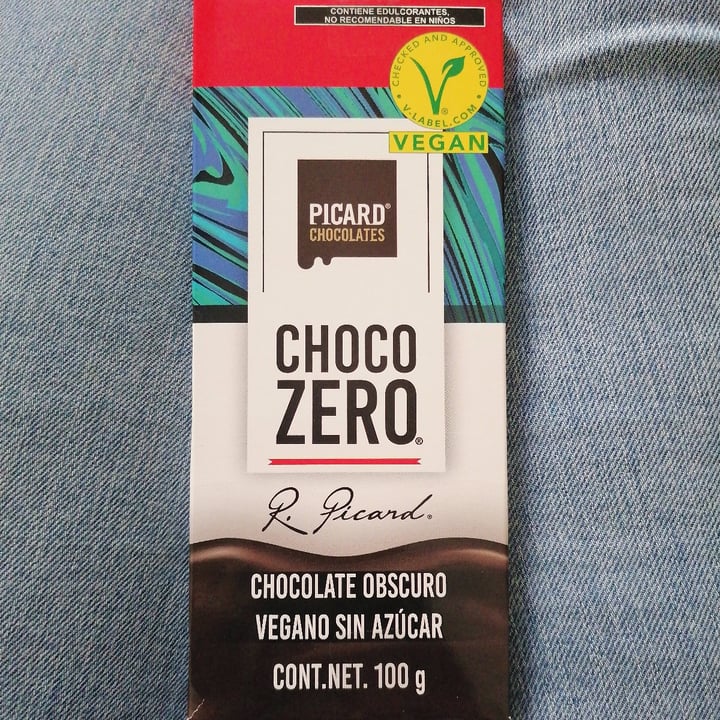 CONTIENE EDULCORANTES,
NO RECOMENDABLE EN NIÑOS
CHECKED AND APPROVED
• V-LABEL.COM •
®
VEGAN
PICARD®
CHOCOLATES
CHOCO
ZERO®
R. Picard®
CHOCOLATE OBSCURO
VEGANO SIN AZÚCAR
CONT.NET. 100 g